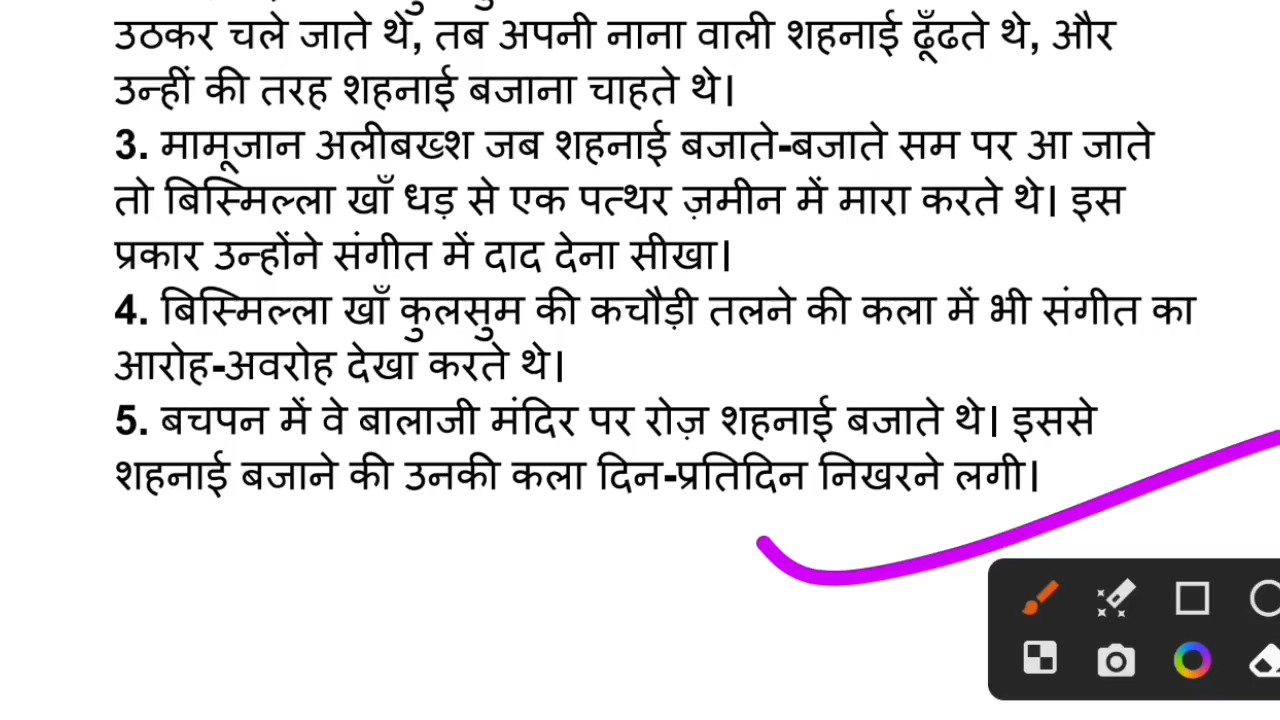 उठकर चले जाते थे, तब अपनी नाना वाली शहनाई ढूँढते थे, और
उन्हीं की तरह शहनाई बजाना चाहते थे।
3. मामूजान अलीबख्श जब शहनाई बजाते-बजाते सम पर आ जाते
तो बिस्मिल्ला खाँ धड़ से एक पत्थर ज़मीन में मारा करते थे। इस
प्रकार उन्होंने संगीत में दाद देना सीखा।
4. बिस्मिल्ला खाँ कुलसुम की कचौड़ी तलने की कला में भी संगीत का
आरोह-अवरोह देखा करते थे।
5. बचपन में वे बालाजी मंदिर पर रोज़ शहनाई बजाते थे। इससे
शहनाई बजाने की उनकी कला दिन-प्रतिदिन निखरने लगी।